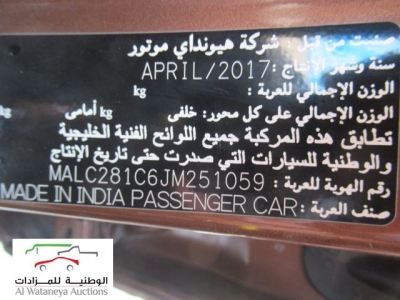 صنعت من قبل : شركة هيونداي موتور
سنة وشهر الإنتاج : APRIL/2017
الوزن الإجمالي للعربة : kg
الوزن الإجمالي على كل محور: خلفى kg أمامى kg
تطابق هذه المركبة جميع اللوائح الفنية الخليجية
والوطنية للسيارات التي صدرت حتى تاريخ الإنتاج
رقم الهوية للعربة : MALC281C6JM251059
صنف العربة : MADE IN INDIA PASSENGER CAR
الوطنية للمزادات
Al Wataneya Auctions